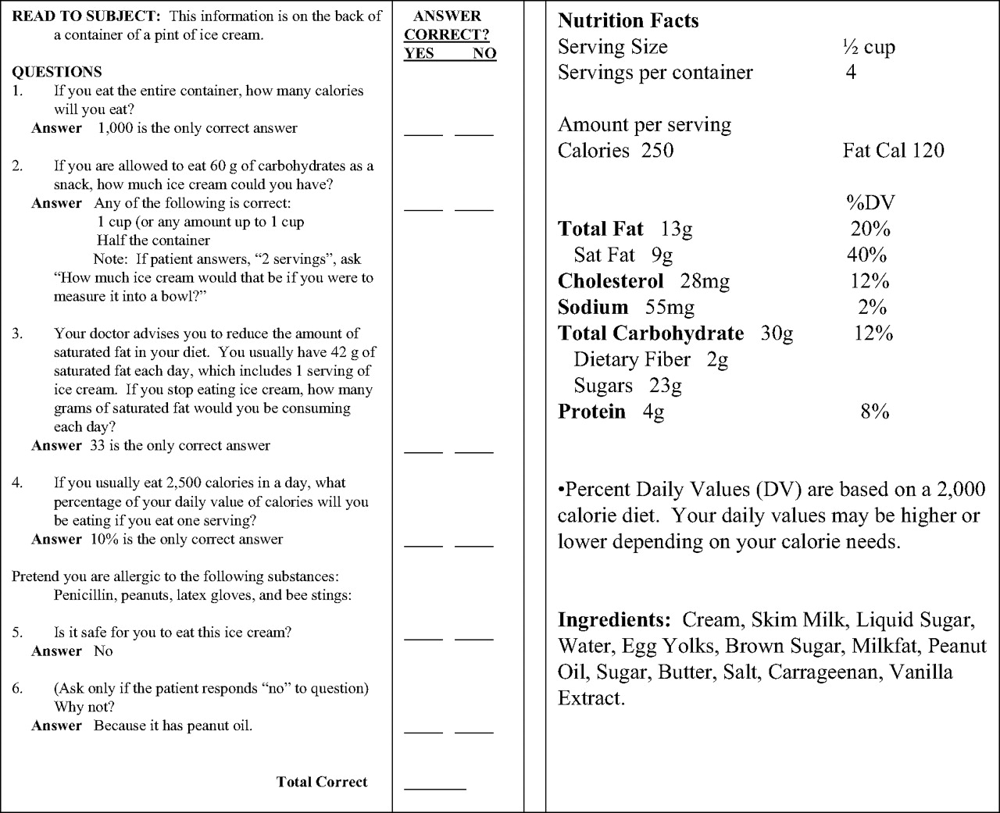 READ TO SUBJECT: This information is on the back of
a container of a pint of ice cream.
QUESTIONS
1. If you eat the entire container, how many calories
will you eat?
Answer 1,000 is the only correct answer
2. If you are allowed to eat 60 g of carbohydrates as a
snack, how much ice cream could you have?
Answer Any of the following is correct:
1 cup (or any amount up to 1 cup
Half the container
Note: If patient answers, “2 servings”, ask
“How much ice cream would that be if you were to
measure it into a bowl?”
3. Your doctor advises you to reduce the amount of
saturated fat in your diet. You usually have 42 g of
saturated fat each day, which includes 1 serving of
ice cream. If you stop eating ice cream, how many
grams of saturated fat would you be consuming
each day?
Answer 33 is the only correct answer
4. If you usually eat 2,500 calories in a day, what
percentage of your daily value of calories will you
be eating if you eat one serving?
Answer 10% is the only correct answer
Pretend you are allergic to the following substances:
Penicillin, peanuts, latex gloves, and bee stings:
5. Is it safe for you to eat this ice cream?
Answer No
6. (Ask only if the patient responds “no” to question)
Why not?
Answer Because it has peanut oil.
Total Correct
ANSWER
CORRECT?
YES NO
Nutrition Facts
Serving Size ½ cup
Servings per container 4
Amount per serving
Calories 250 Fat Cal 120
%DV
Total Fat 13g 20%
Sat Fat 9g 40%
Cholesterol 28mg 12%
Sodium 55mg 2%
Total Carbohydrate 30g 12%
Dietary Fiber 2g
Sugars 23g
Protein 4g 8%
•Percent Daily Values (DV) are based on a 2,000
calorie diet. Your daily values may be higher or
lower depending on your calorie needs.
Ingredients: Cream, Skim Milk, Liquid Sugar,
Water, Egg Yolks, Brown Sugar, Milkfat, Peanut
Oil, Sugar, Butter, Salt, Carrageenan, Vanilla
Extract.